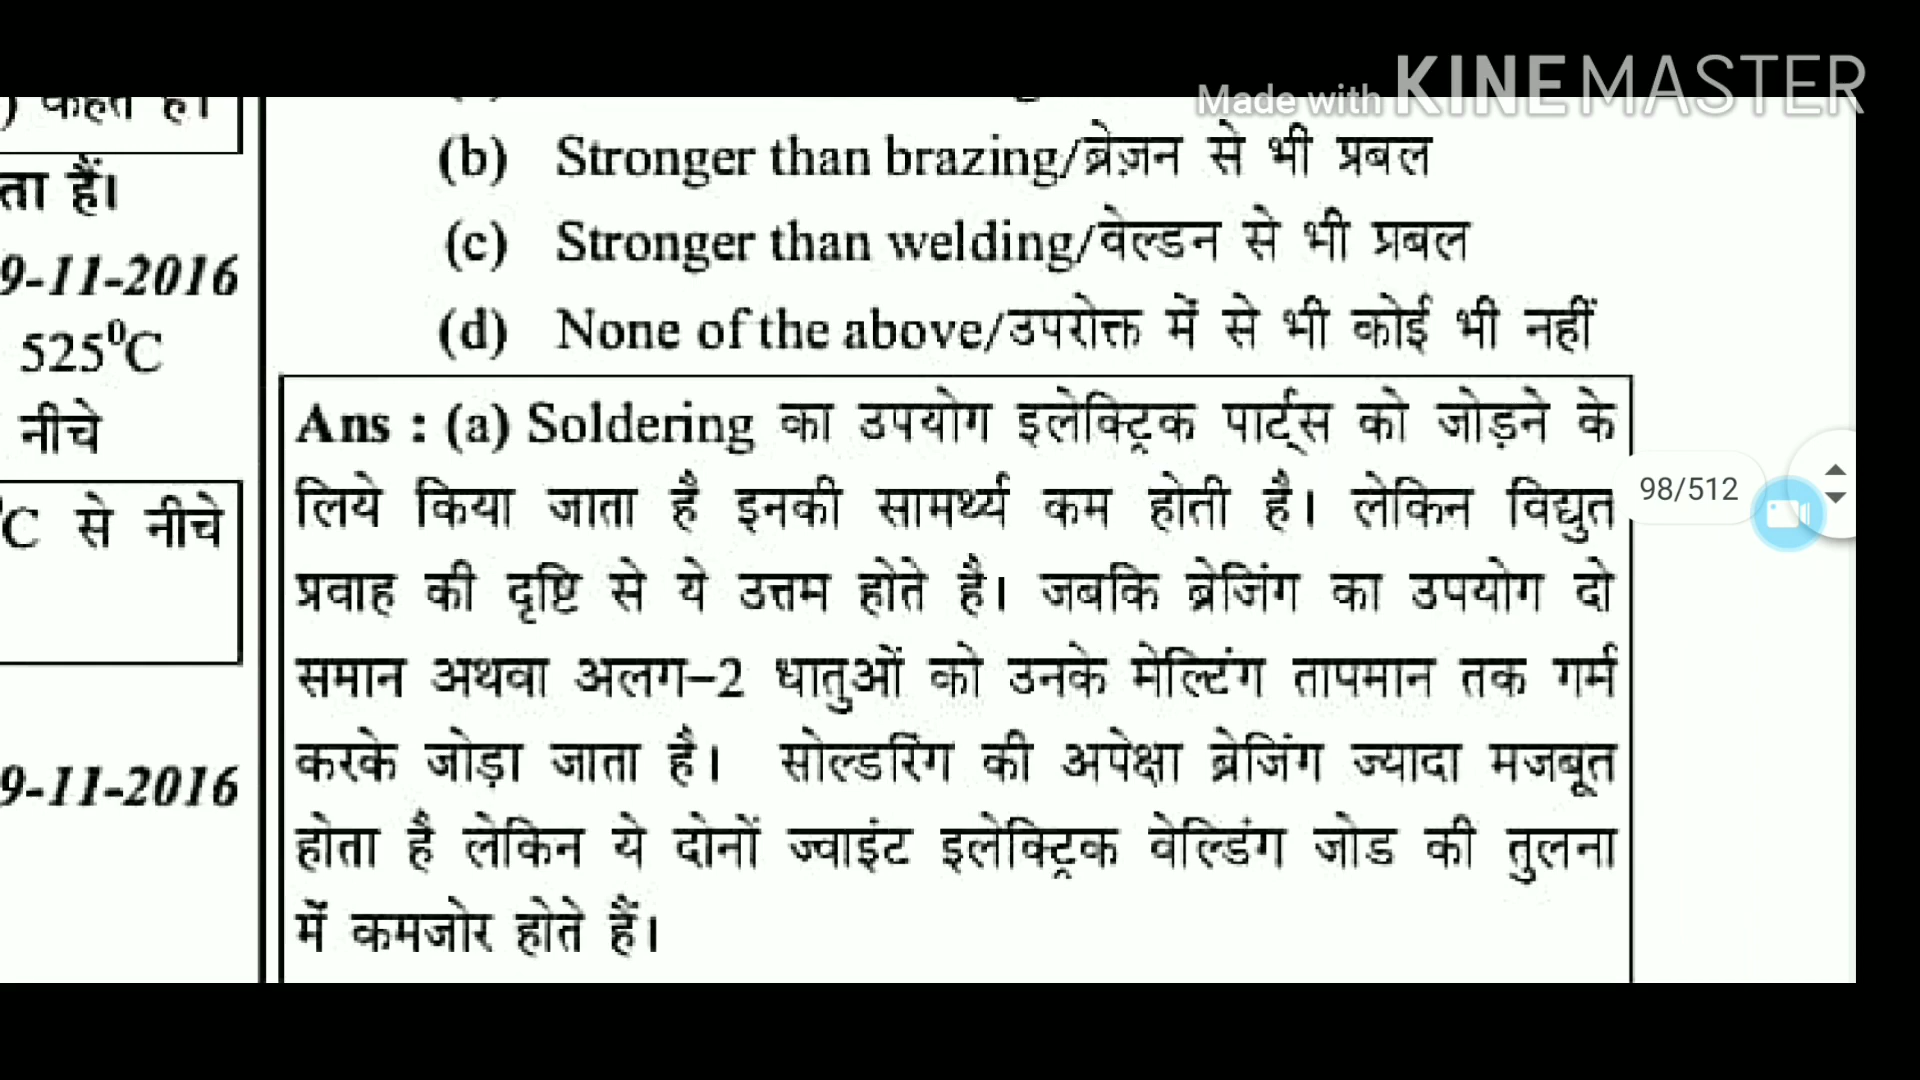 Made with KINEMASTER
ता हैं।
9-11-2016
525⁰C
नीचे
C से नीचे
9-11-2016
(b) Stronger than brazing/ब्रेज़न से भी प्रबल
(c) Stronger than welding/वेल्डन से भी प्रबल
(d) None of the above/उपरोक्त में से भी कोई भी नहीं
Ans : (a) Soldering का उपयोग इलेक्ट्रिक पार्ट्स को जोड़ने के
लिये किया जाता है इनकी सामर्थ्य कम होती है। लेकिन विद्युत
प्रवाह की दृष्टि से ये उत्तम होते है। जबकि ब्रेजिंग का उपयोग दो
समान अथवा अलग–2 धातुओं को उनके मेल्टिंग तापमान तक गर्म
करके जोड़ा जाता है। सोल्डरिंग की अपेक्षा ब्रेजिंग ज्यादा मजबूत
होता है लेकिन ये दोनों ज्वाइंट इलेक्ट्रिक वेल्डिंग जोड की तुलना
में कमजोर होते हैं।
98/512